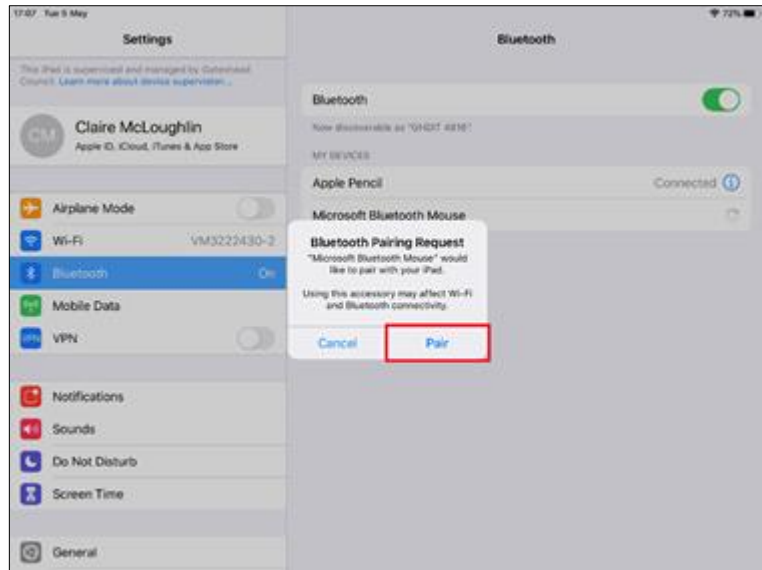 17:07 Tue 5 May
72%
Settings
This iPad is supervised and managed by Gateshead
Council. Learn more about device supervision...
CM
Claire McLoughlin
Apple ID, iCloud, iTunes & App Store
Airplane Mode
Wi-Fi VM3222430-2
Bluetooth On
Mobile Data
VPN VPN
Notifications
Sounds
Do Not Disturb
Screen Time
General
Bluetooth
Bluetooth
Now discoverable as
MY DEVICES
Apple Pencil Connected
Microsoft Bluetooth Mouse
Bluetooth Pairing Request
"Microsoft Bluetooth Mouse" would
like to pair with your iPad.
Using this accessory may affect Wi-Fi
and Bluetooth connectivity.
Cancel Pair